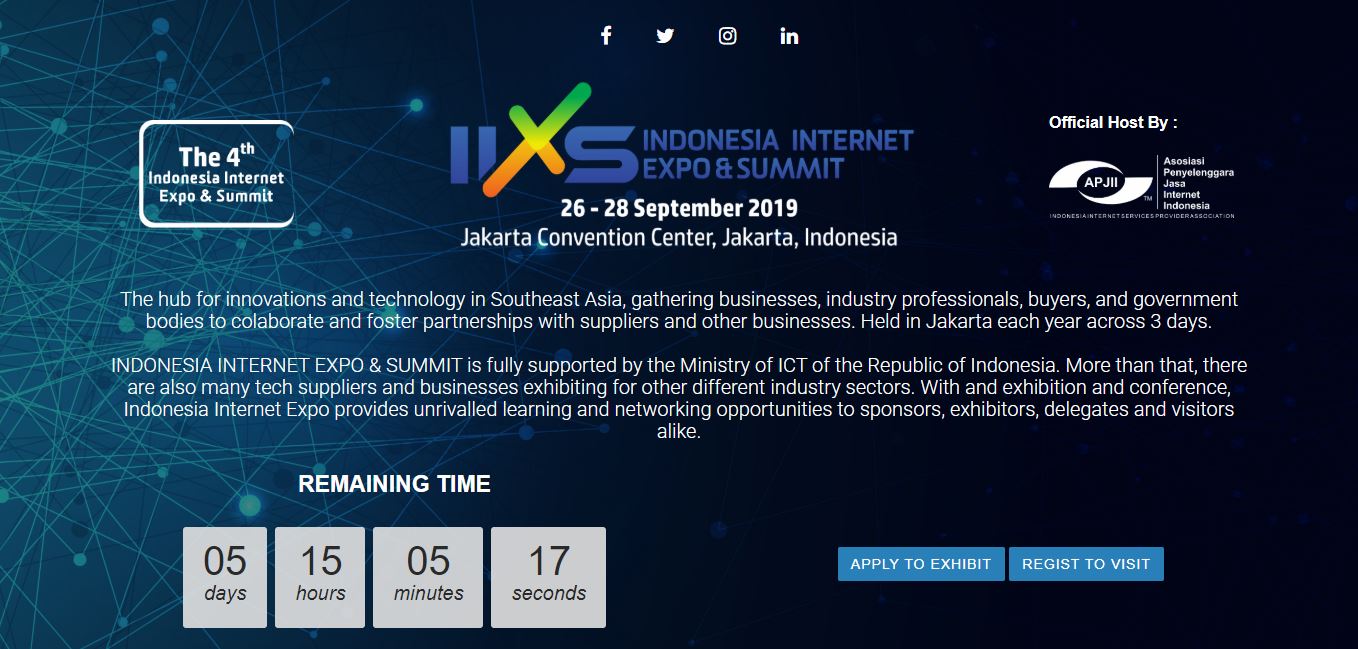 The 4th
Indonesia Internet
Expo & Summit
IIXS INDONESIA INTERNET
EXPO & SUMMIT
26 - 28 September 2019
Jakarta Convention Center, Jakarta, Indonesia
Official Host By :
APJII
TM
Asosiasi
Penyelenggara
Jasa
Internet
Indonesia
INDONESIA INTERNET SERVICES PROVIDER ASSOCIATION
The hub for innovations and technology in Southeast Asia, gathering businesses, industry professionals, buyers, and government
bodies to colaborate and foster partnerships with suppliers and other businesses. Held in Jakarta each year across 3 days.
INDONESIA INTERNET EXPO & SUMMIT is fully supported by the Ministry of ICT of the Republic of Indonesia. More than that, there
are also many tech suppliers and businesses exhibiting for other different industry sectors. With and exhibition and conference,
Indonesia Internet Expo provides unrivalled learning and networking opportunities to sponsors, exhibitors, delegates and visitors
alike.
REMAINING TIME
05 15 05 17
days hours minutes seconds
APPLY TO EXHIBIT REGIST TO VISIT